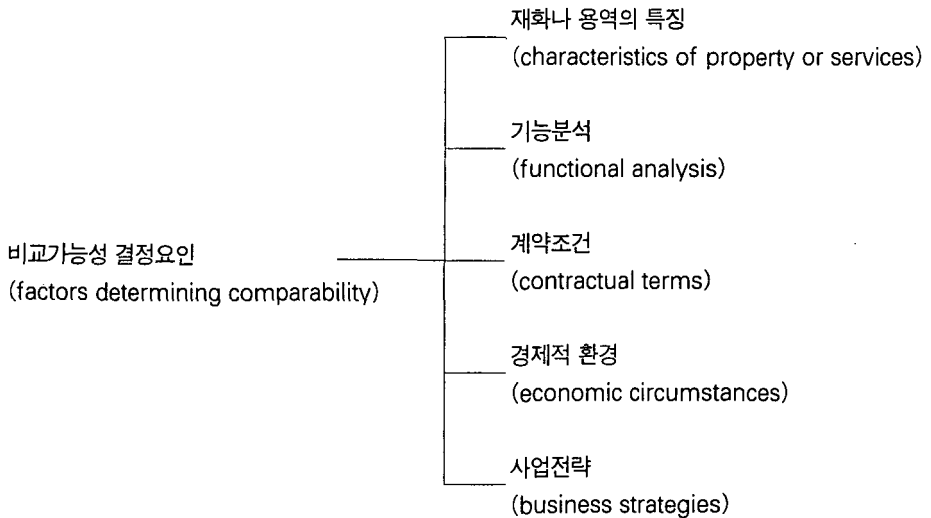 재화나 용역의 특징
(characteristics of property or services)
기능분석
(functional analysis)
비교가능성 결정요인
(factors determining comparability)
계약조건
(contractual terms)
경제적 환경
(economic circumstances)
사업전략
(business strategies)